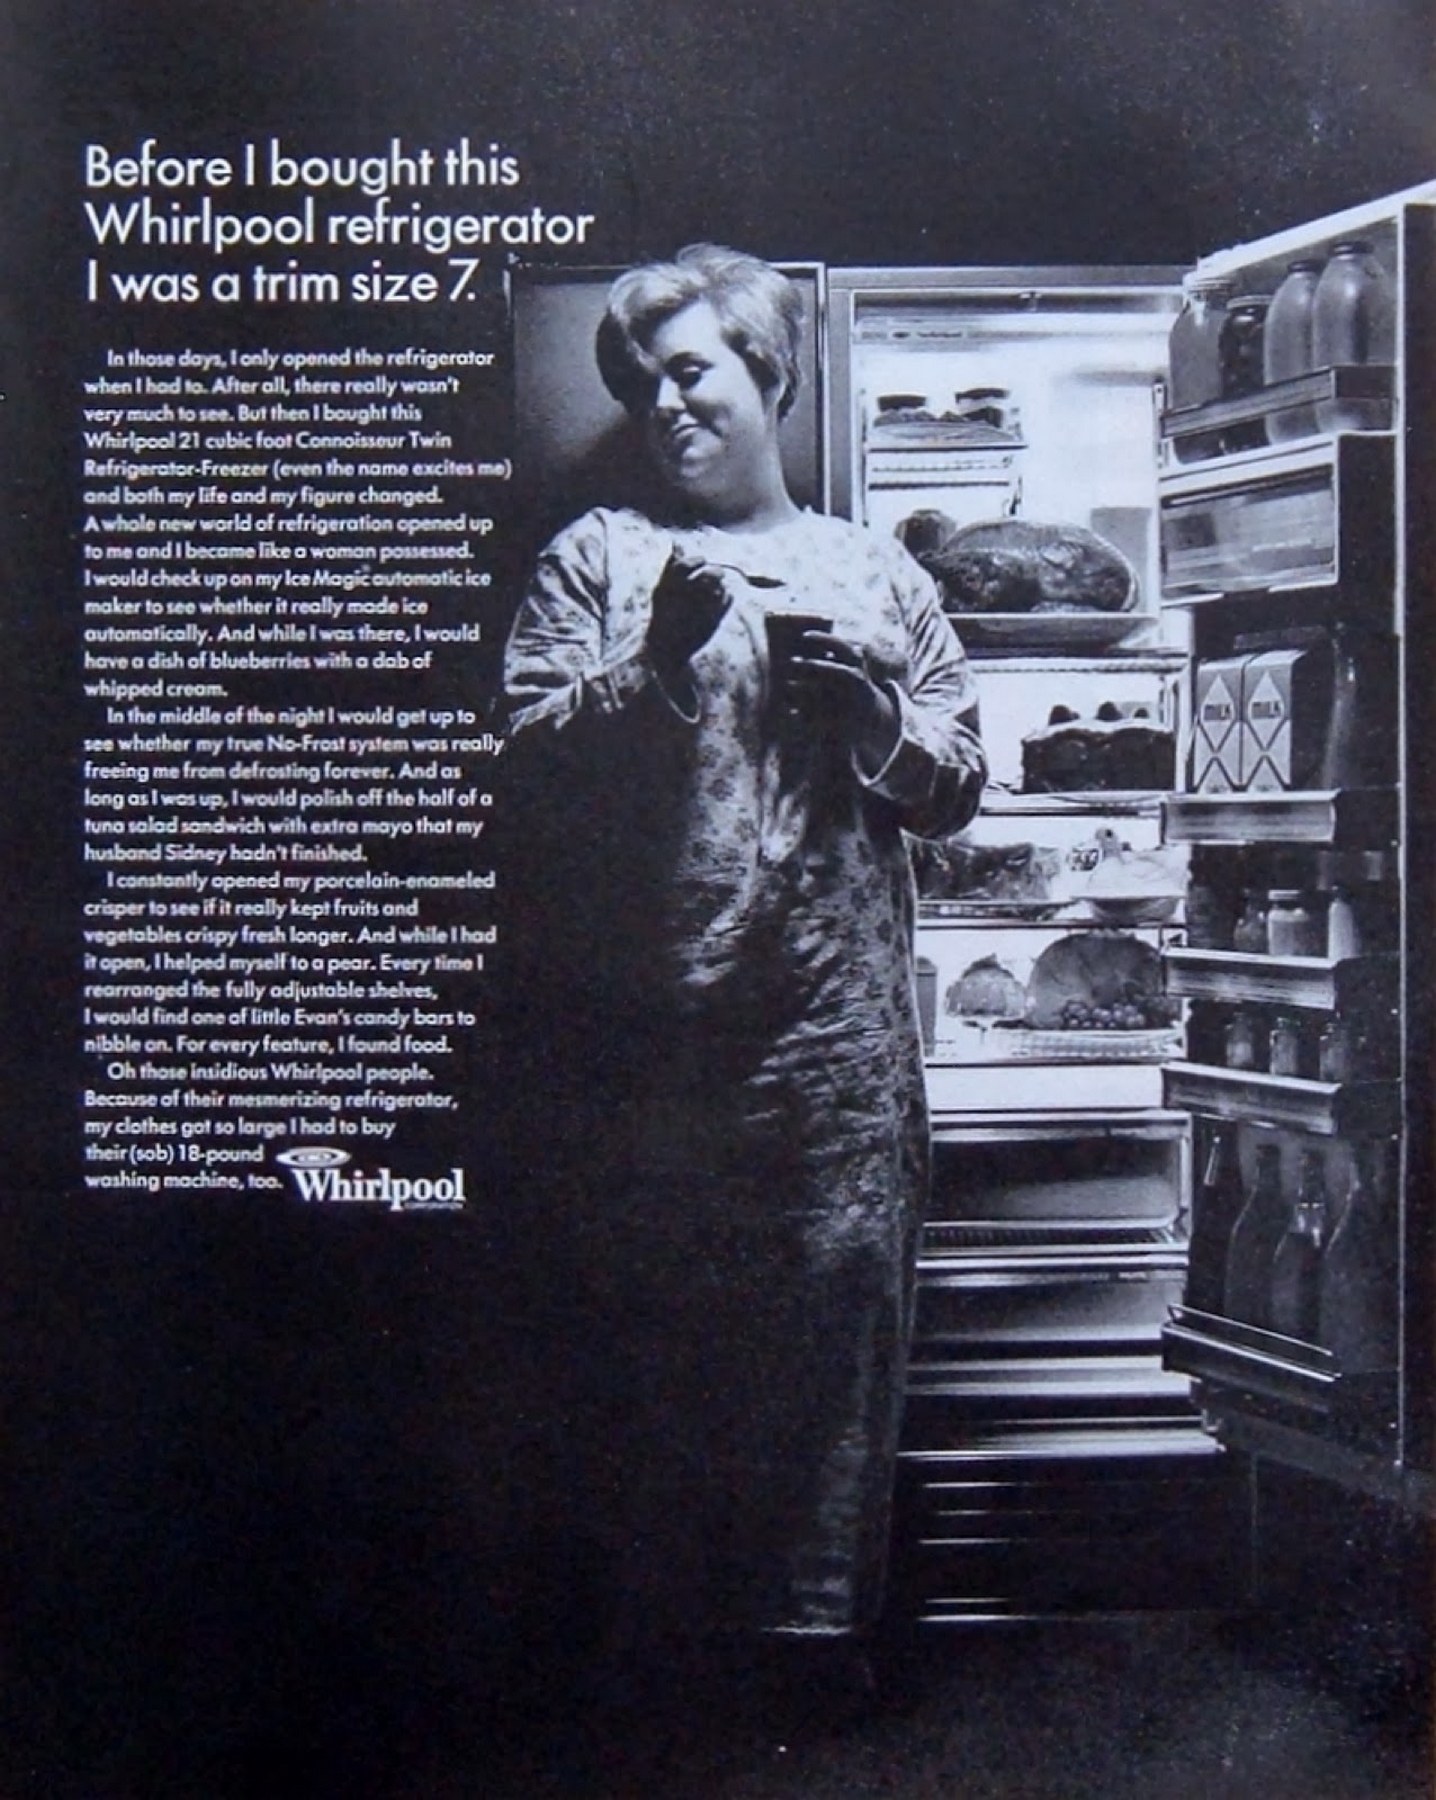 Before I bought this
Whirlpool refrigerator
I was a trim size 7.
In those days, I only opened the refrigerator
when I had to. After all, there really wasn't
very much to see. But then I bought this
Whirlpool 21 cubic foot Connoisseur Twin
Refrigerator-Freezer (even the name excites me)
and both my life and my figure changed.
A whole new world of refrigeration opened up
to me and I became like a woman possessed.
I would check up on my Ice Magic® automatic ice
maker to see whether it really made ice
automatically. And while I was there, I would
have a dish of blueberries with a dab of
whipped cream.
In the middle of the night I would get up to
see whether my true No-Frost system was really
freeing me from defrosting forever. And as
long as I was up, I would polish off the half of a
tuna salad sandwich with extra mayo that my
husband Sidney hadn't finished.
I constantly opened my porcelain-enameled
crisper to see if it really kept fruits and
vegetables crispy fresh longer. And while I had
it open, I helped myself to a pear. Every time I
rearranged the fully adjustable shelves,
I would find one of little Evan's candy bars to
nibble on. For every feature, I found food.
Oh those insidious Whirlpool people.
Because of their mesmerizing refrigerator,
my clothes got so large I had to buy
their (sob) 18-pound
washing machine, too.
Whirlpool
CORPORATION
MILK MILK